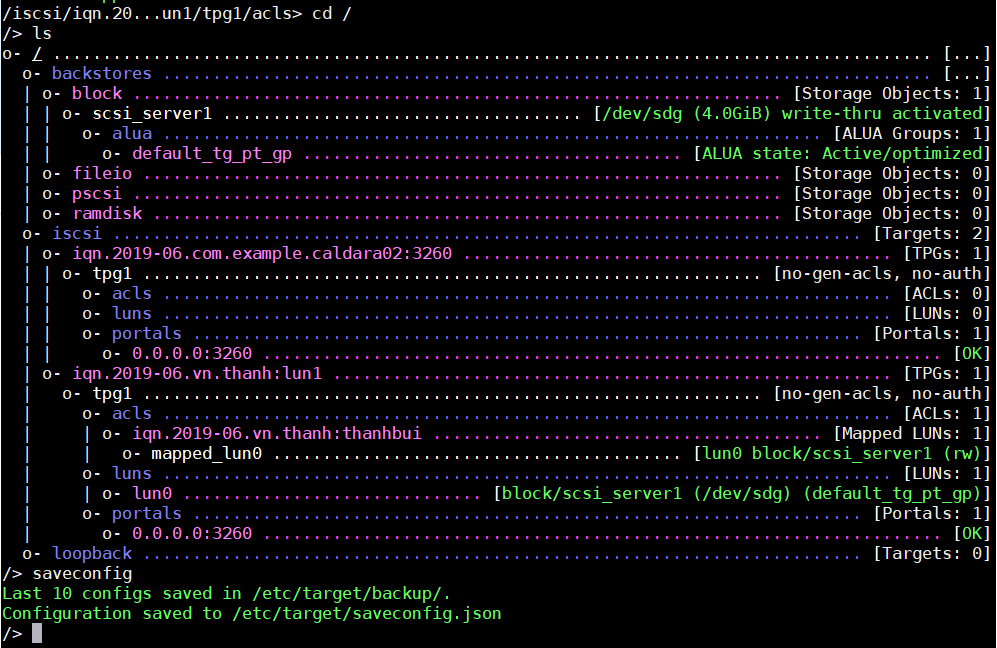 /iscsi/iqn.20...un1/tpg1/acls> cd /
/> ls
o- / ........................................................................................ [...]
  o- backstores ............................................................................. [...]
  | o- block ................................................................. [Storage Objects: 1]
  | | o- scsi_server1 .................................... [/dev/sdg (4.0GiB) write-thru activated]
  | |   o- alua .................................................................. [ALUA Groups: 1]
  | |     o- default_tg_pt_gp ...................................... [ALUA state: Active/optimized]
  | o- fileio ................................................................ [Storage Objects: 0]
  | o- pscsi ................................................................. [Storage Objects: 0]
  | o- ramdisk ............................................................... [Storage Objects: 0]
  o- iscsi ........................................................................... [Targets: 2]
  | o- iqn.2019-06.com.example.caldara02:3260 ........................................... [TPGs: 1]
  | | o- tpg1 .............................................................. [no-gen-acls, no-auth]
  | |   o- acls ......................................................................... [ACLs: 0]
  | |   o- luns ......................................................................... [LUNs: 0]
  | |   o- portals ................................................................... [Portals: 1]
  | |     o- 0.0.0.0:3260 .................................................................... [OK]
  | o- iqn.2019-06.vn.thanh:lun1 ........................................................ [TPGs: 1]
  |   o- tpg1 .............................................................. [no-gen-acls, no-auth]
  |     o- acls ......................................................................... [ACLs: 1]
  |     | o- iqn.2019-06.vn.thanh:thanhbui ....................................... [Mapped LUNs: 1]
  |     |   o- mapped_lun0 ......................................... [lun0 block/scsi_server1 (rw)]
  |     o- luns ......................................................................... [LUNs: 1]
  |     | o- lun0 .............................. [block/scsi_server1 (/dev/sdg) (default_tg_pt_gp)]
  |     o- portals ................................................................... [Portals: 1]
  |       o- 0.0.0.0:3260 .................................................................... [OK]
  o- loopback ........................................................................ [Targets: 0]
/> saveconfig
Last 10 configs saved in /etc/target/backup/.
Configuration saved to /etc/target/saveconfig.json
/>